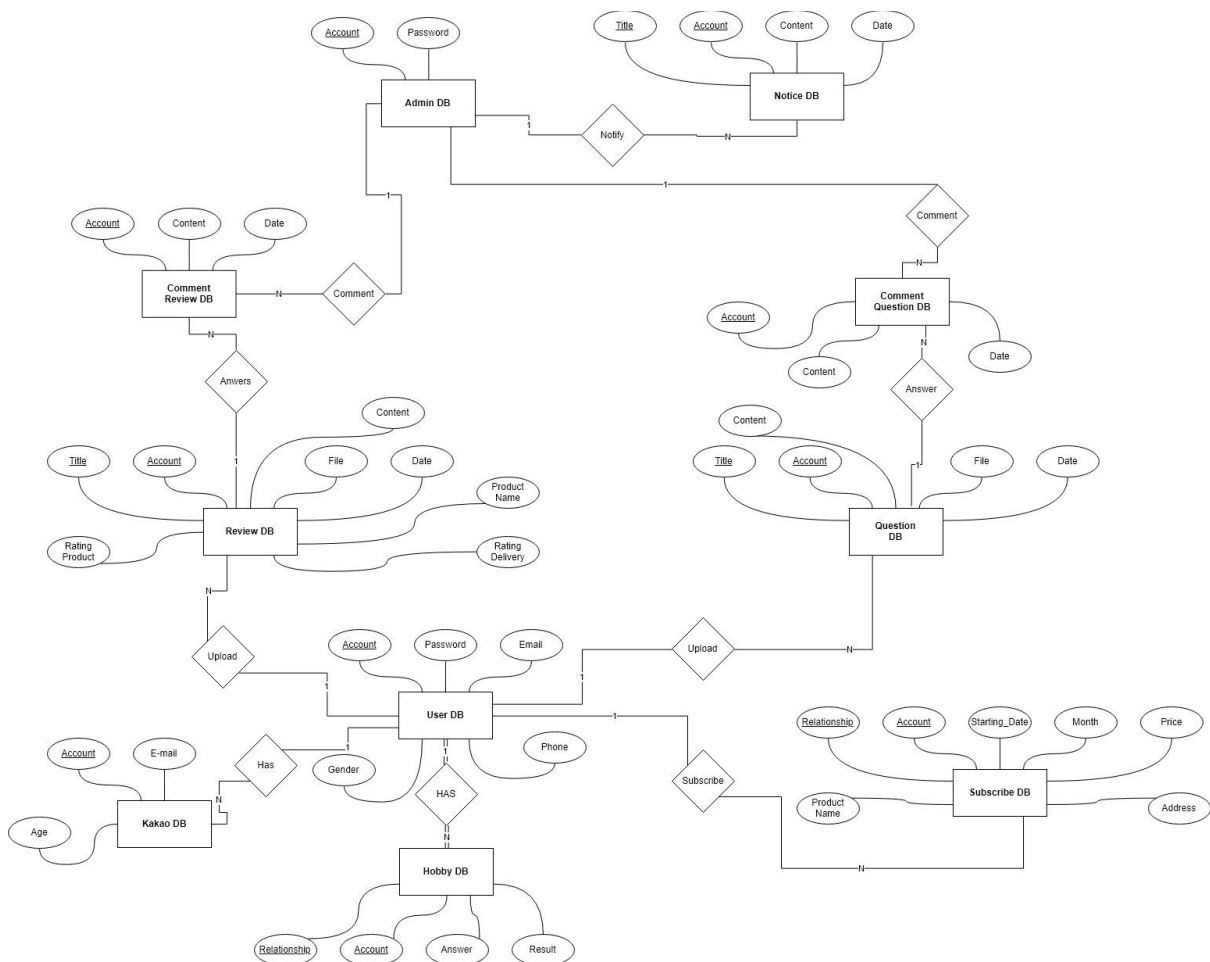 Title
Account
Content
Date
Account
Password
Notice DB
Admin DB
1
Notify
N
1
1
Comment
Account
Content
Date
N
Comment
Review DB
N
Comment
Comment
Question DB
Account
N
N
Date
Content
Anwers
Answer
Content
Content
1
1
Title
Account
File
Date
Title
Account
File
Date
Product
Name
Review DB
Question
DB
Rating
Product
Rating
Delivery
N
Account
Password
Email
Upload
Upload
N
1
1
User DB
1
Relationship
Account
Starting_Date
Month
Price
1
1
Phone
Account
E-mail
Has
Gender
Subscribe
HAS
Subscribe DB
N
Product
Name
Address
Kakao DB
Age
N
Hobby DB
N
Relationship
Account
Answer
Result